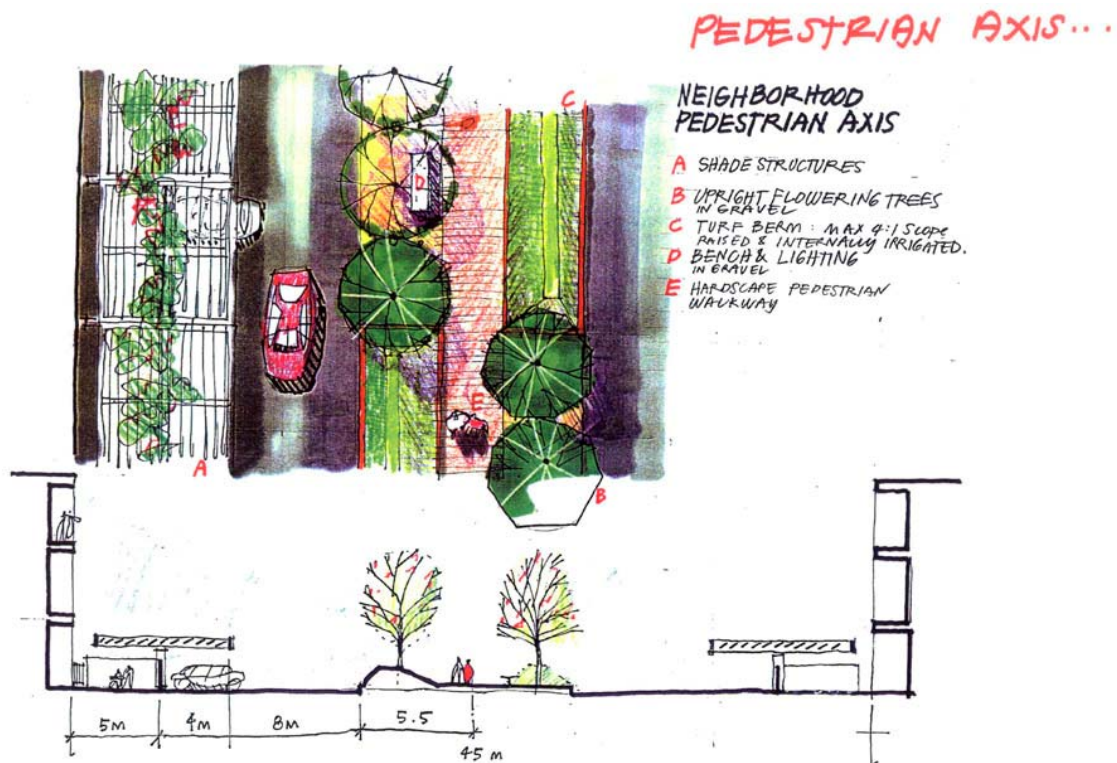 PEDESTRIAN AXIS...
NEIGHBORHOOD
PEDESTRIAN AXIS
A SHADE STRUCTURES
B UPRIGHT FLOWERING TREES
IN GRAVEL
C TURF BERM : MAX 4:1 SLOPE
RAISED & INTERNALLY IRRIGATED.
D BENCH & LIGHTING
IN GRAVEL
E HARDSCAPE PEDESTRIAN
WALKWAY
C
D
E
A
B
5M
4M
8M
5.5
45 M